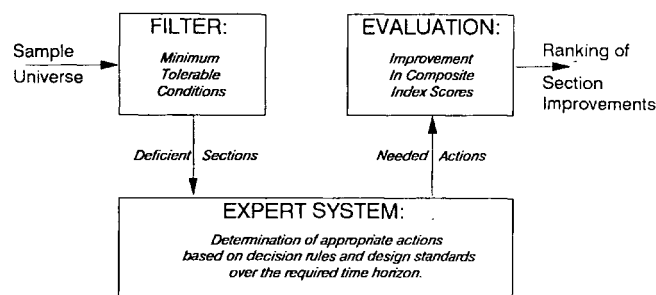 Sample
Universe
FILTER:
Minimum
Tolerable
Conditions
EVALUATION:
Improvement
In Composite
Index Scores
Ranking of
Section
Improvements
Deficient Sections
Needed Actions
EXPERT SYSTEM:
Determination of appropriate actions
based on decision rules and design standards
over the required time horizon.